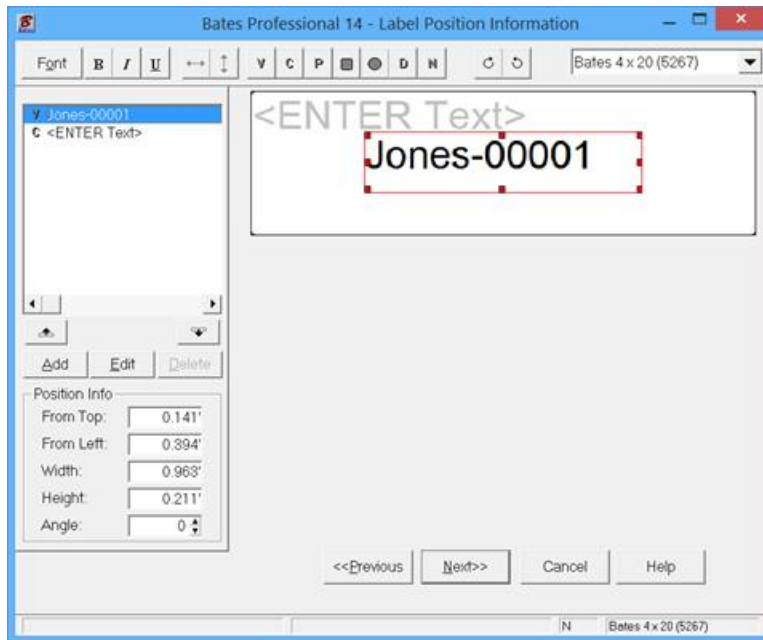 Bates Professional 14 - Label Position Information
Font B I U V C P D N Bates 4 x 20 (5267)
V Jones-00001
C <ENTER Text>
<ENTER Text>
Jones-00001
Add Edit Delete
Position Info
From Top: 0.141'
From Left: 0.394'
Width: 0.963'
Height: 0.211'
Angle: 0
<<Previous Next>> Cancel Help
N Bates 4 x 20 (5267)